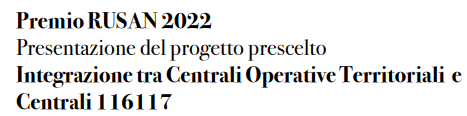 Premio RUSAN 2022
Presentazione del progetto prescelto
Integrazione tra Centrali Operative Territoriali e
Centrali 116117